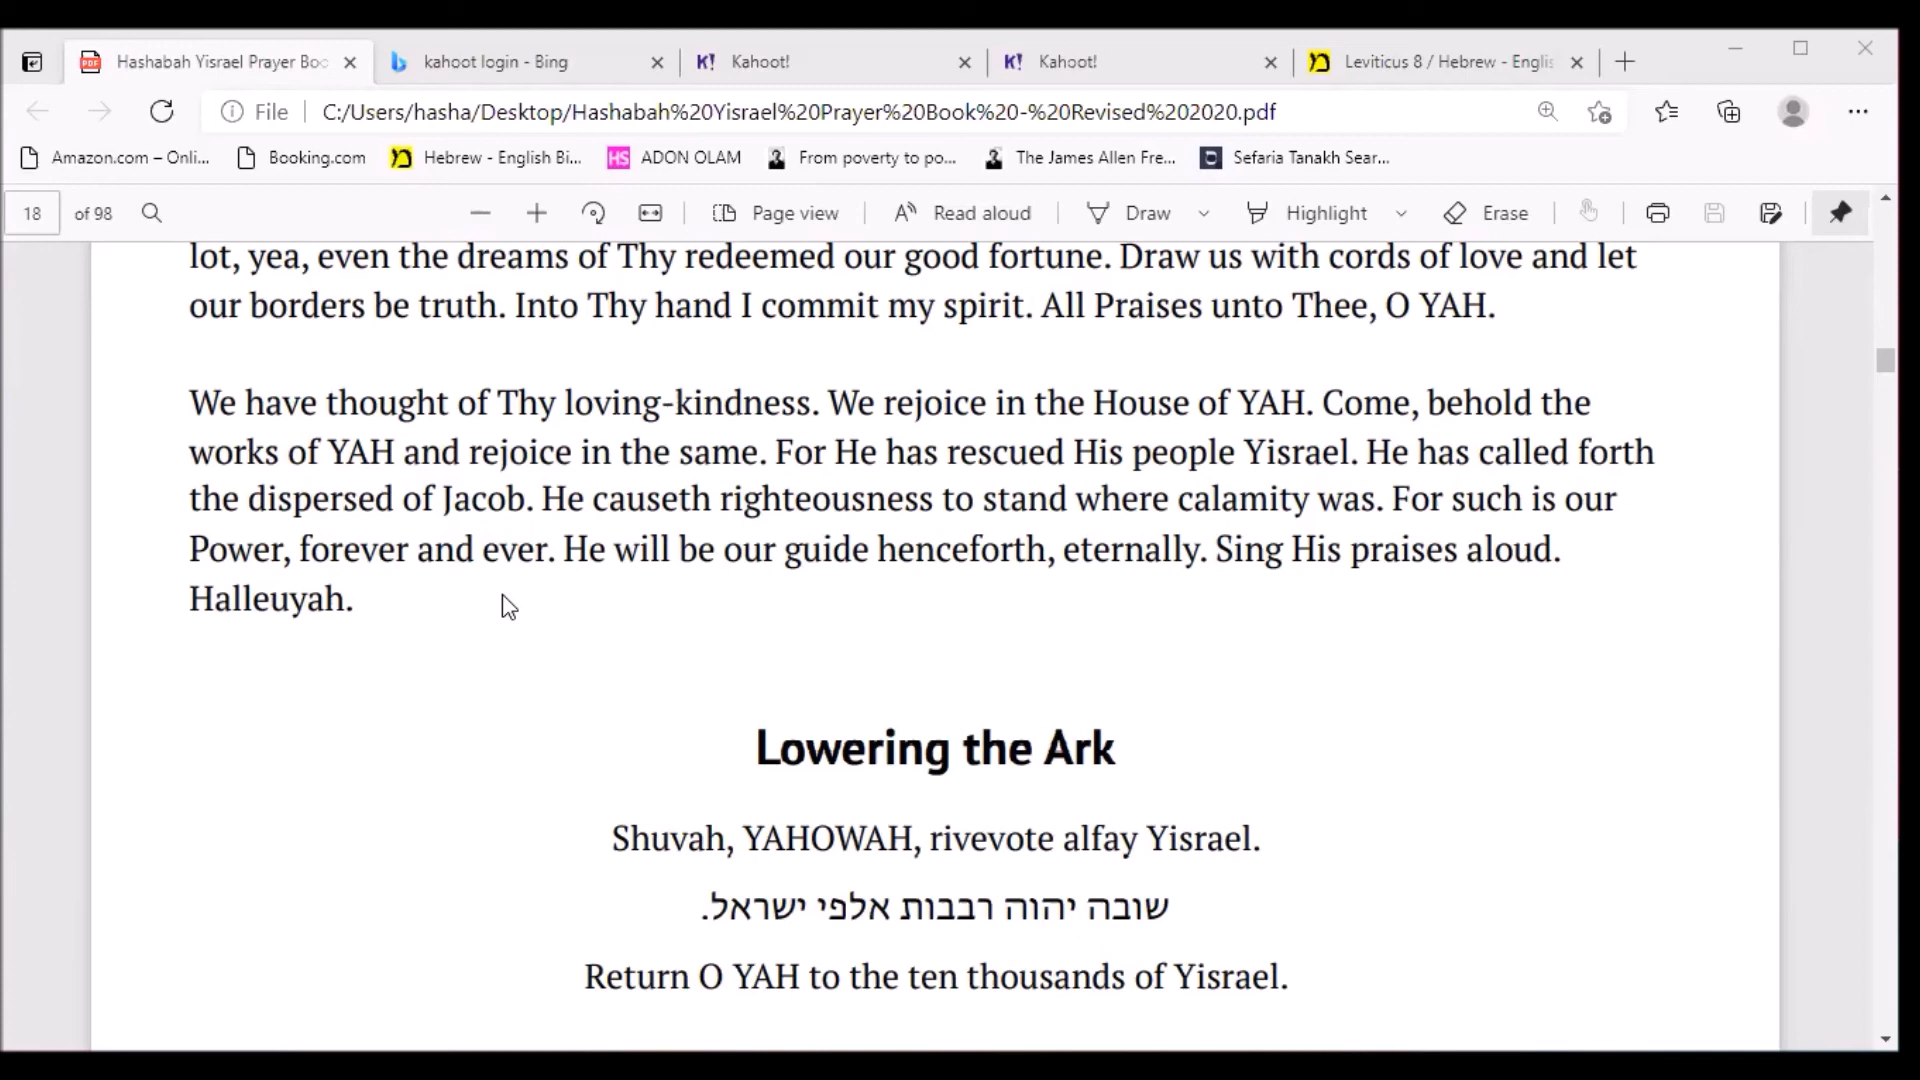 Hashabah Yisrael Prayer Boo
kahoot login - Bing
K! Kahoot!
K! Kahoot!
Leviticus 8 / Hebrew - Englis
File C:/Users/hasha/Desktop/Hashabah%20Yisrael%20Prayer%20Book%20-%20Revised%202020.pdf
Amazon.com – Onli...
Booking.com
Hebrew - English Bi...
HS ADON OLAM
From poverty to po...
The James Allen Fre...
Sefaria Tanakh Sear...
18 of 98
Page view
Read aloud
Draw
Highlight
Erase
lot, yea, even the dreams of Thy redeemed our good fortune. Draw us with cords of love and let
our borders be truth. Into Thy hand I commit my spirit. All Praises unto Thee, O YAH.
We have thought of Thy loving-kindness. We rejoice in the House of YAH. Come, behold the
works of YAH and rejoice in the same. For He has rescued His people Yisrael. He has called forth
the dispersed of Jacob. He causeth righteousness to stand where calamity was. For such is our
Power, forever and ever. He will be our guide henceforth, eternally. Sing His praises aloud.
Halleuyah.
Lowering the Ark
Shuvah, YAHOWAH, rivevote alfay Yisrael.
שובה יהוה רבבות אלפי ישראל.
Return O YAH to the ten thousands of Yisrael.